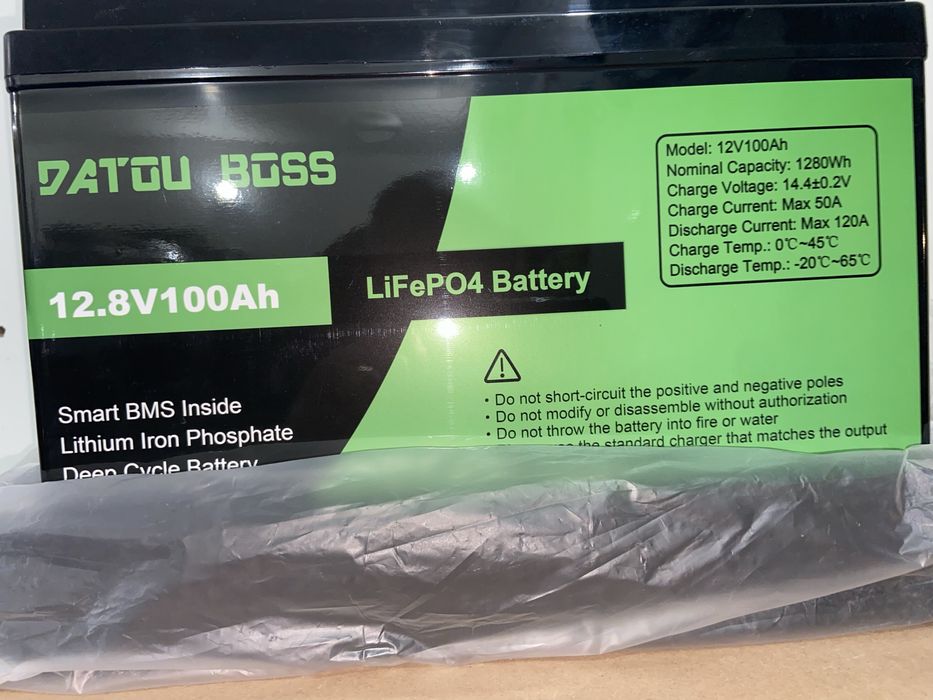 DATOU BOSS
12.8V100Ah
LiFePO4 Battery
Smart BMS Inside
Lithium Iron Phosphate
Deep Cycle Battery
Model: 12V100Ah
Nominal Capacity: 1280Wh
Charge Voltage: 14.4±0.2V
Charge Current: Max 50A
Discharge Current: Max 120A
Charge Temp.: 0℃~45℃
Discharge Temp.: -20℃~65℃
• Do not short-circuit the positive and negative poles
• Do not modify or disassemble without authorization
• Do not throw the battery into fire or water
the standard charger that matches the output